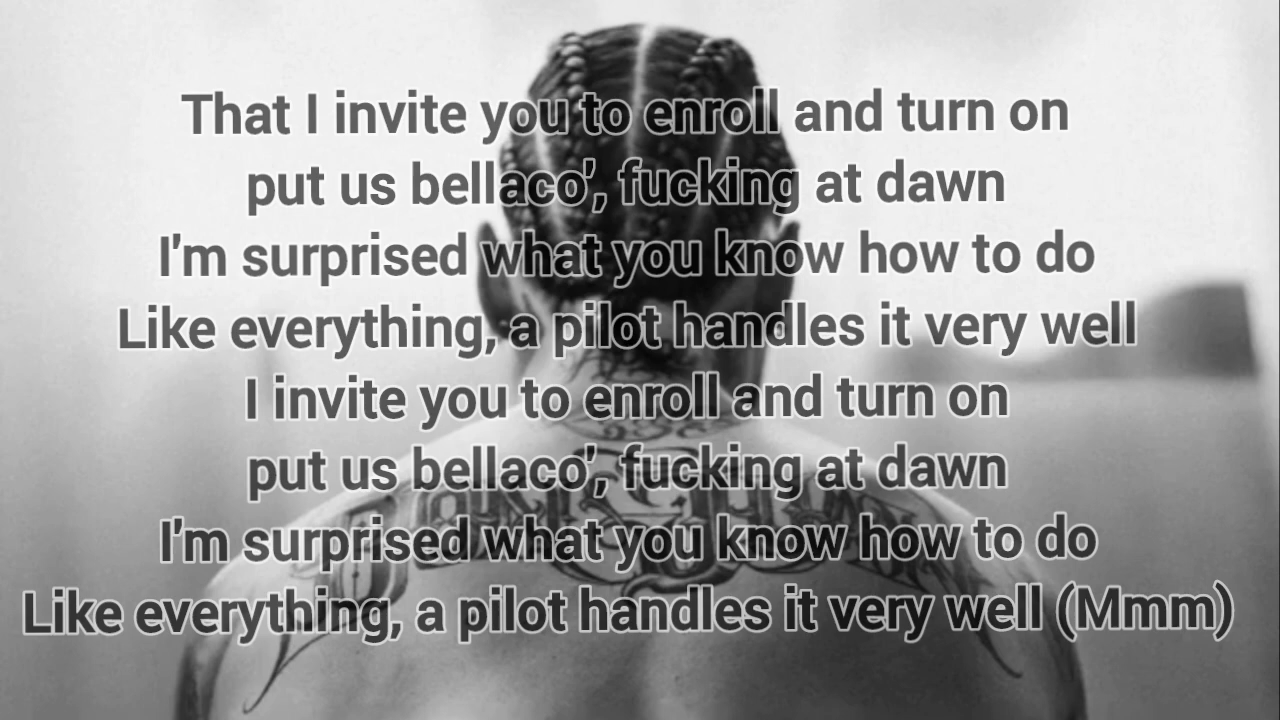 That I invite you to enroll and turn on
put us bellaco', fucking at dawn
I'm surprised what you know how to do
Like everything, a pilot handles it very well
I invite you to enroll and turn on
put us bellaco', fucking at dawn
I'm surprised what you know how to do
Like everything, a pilot handles it very well (Mmm)